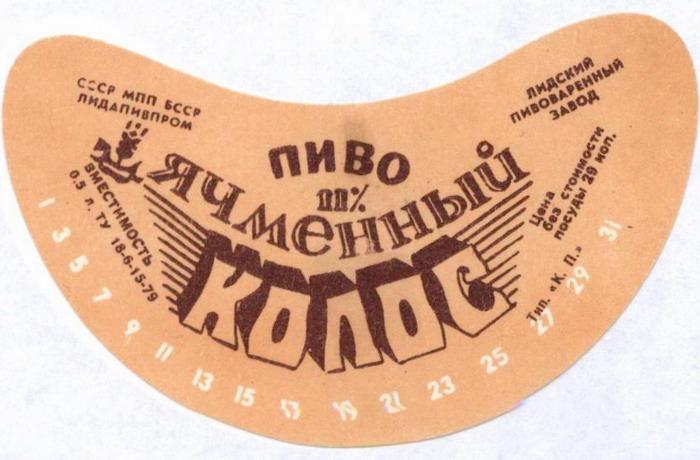 СССР МПП БССР
ЛИДАПИВПРОМ
ВМЕСТИМОСТЬ
0.5 л. ТУ 18-6-15-79
ПИВО
11%
ЯЧМЕННЫЙ
КОЛОС
ЛИДСКИЙ
ПИВОВАРЕННЫЙ
ЗАВОД
Цена
без стоимости
посуды 29 коп.
Тип. «К. П.»
1 3 5 7 9 11 13 15 17 19 21 23 25 27 29 31